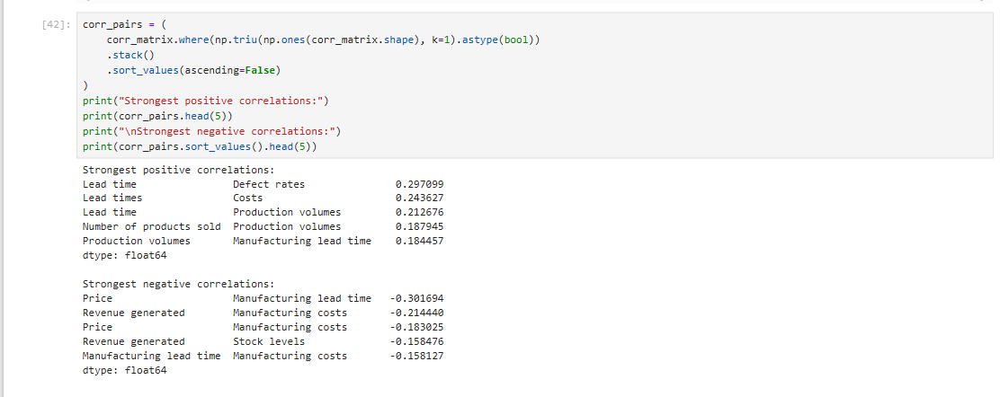 [42]: corr_pairs = (
    corr_matrix.where(np.triu(np.ones(corr_matrix.shape), k=1).astype(bool))
    .stack()
    .sort_values(ascending=False)
)
print("Strongest positive correlations:")
print(corr_pairs.head(5))
print("\nStrongest negative correlations:")
print(corr_pairs.sort_values().head(5))
Strongest positive correlations:
Lead time                Defect rates               0.297099
Lead times               Costs                      0.243627
Lead time                Production volumes         0.212676
Number of products sold  Production volumes         0.187945
Production volumes       Manufacturing lead time    0.184457
dtype: float64

Strongest negative correlations:
Price                    Manufacturing lead time   -0.301694
Revenue generated        Manufacturing costs       -0.214440
Price                    Manufacturing costs       -0.183025
Revenue generated        Stock levels              -0.158476
Manufacturing lead time  Manufacturing costs       -0.158127
dtype: float64